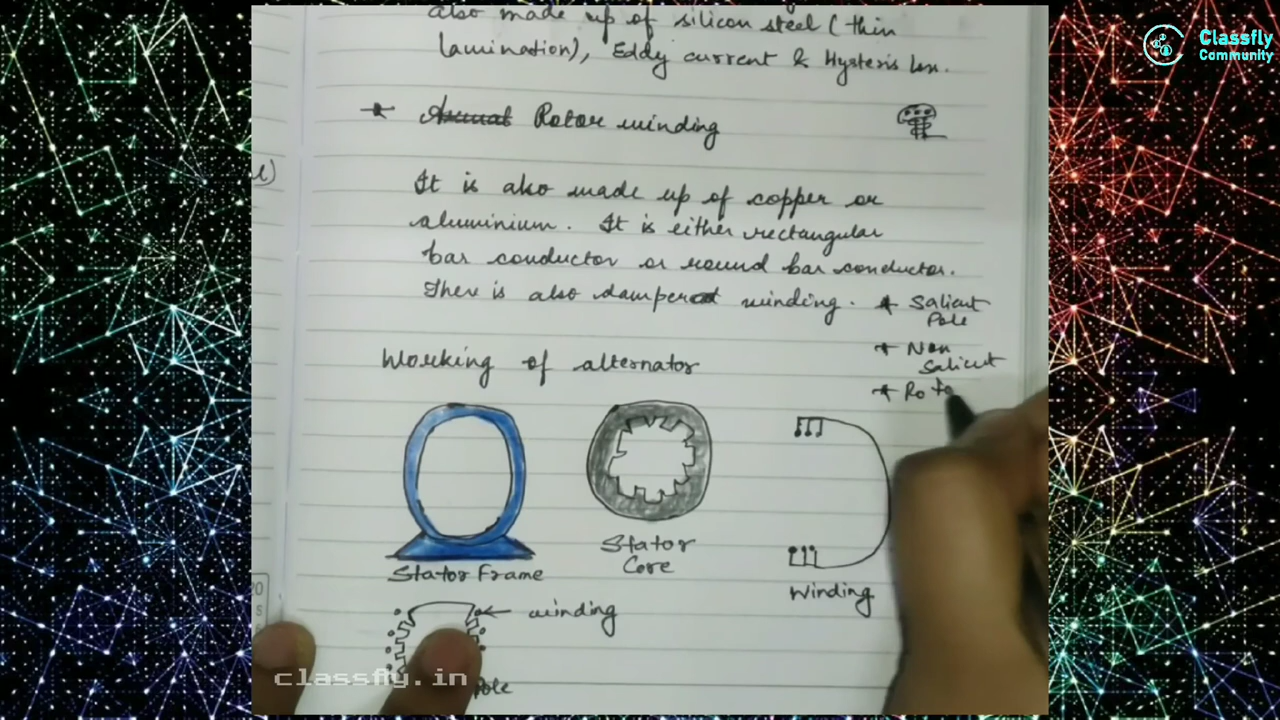 also made up of silicon steel (thin
lamination), Eddy current & Hysteris loss.
Classfly
Community
Rotor winding
It is also made up of copper or
aluminium. It is either rectangular
bar conductor or round bar conductor.
There is also damper winding.
* Salient
Pole
* Non
Salient
* Roto
Working of alternator
Stator Frame
Stator
Core
Winding
winding
Pole
classfly.in